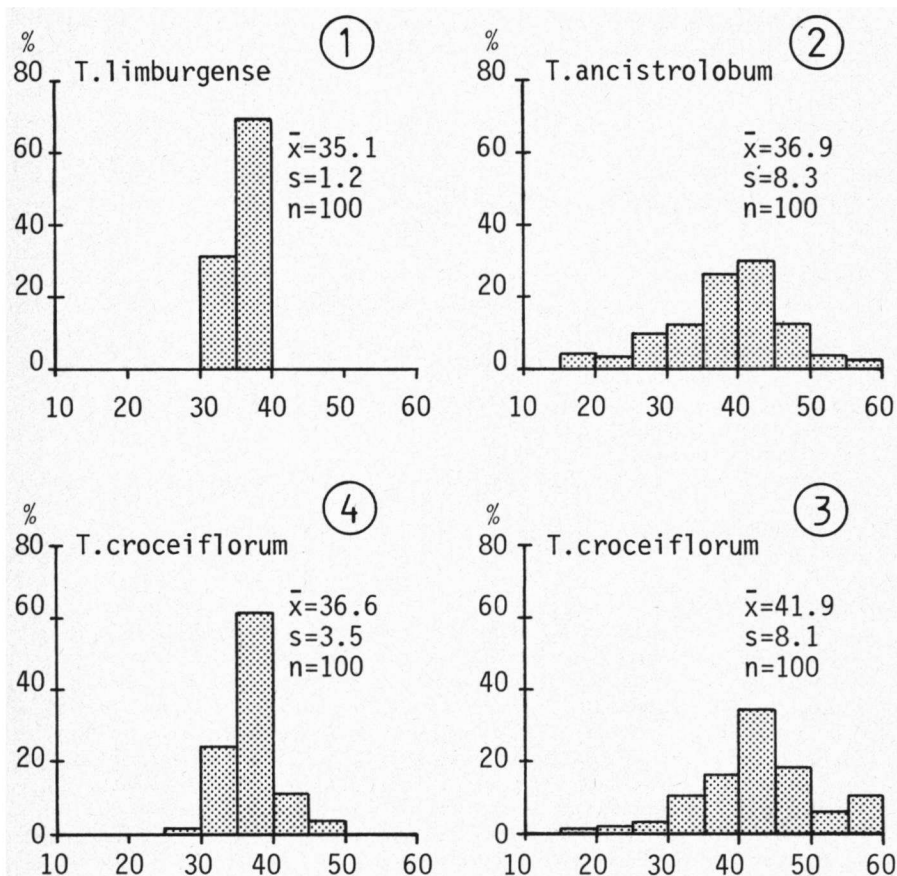 %
①
T.limburgense
80
60
40
20
0
x̄=35.1
s=1.2
n=100
10 20 30 40 50 60
%
②
T.ancistrolobum
80
60
40
20
0
x̄=36.9
s=8.3
n=100
10 20 30 40 50 60
%
④
T.croceiflorum
80
60
40
20
0
x̄=36.6
s=3.5
n=100
10 20 30 40 50 60
%
③
T.croceiflorum
80
60
40
20
0
x̄=41.9
s=8.1
n=100
10 20 30 40 50 60